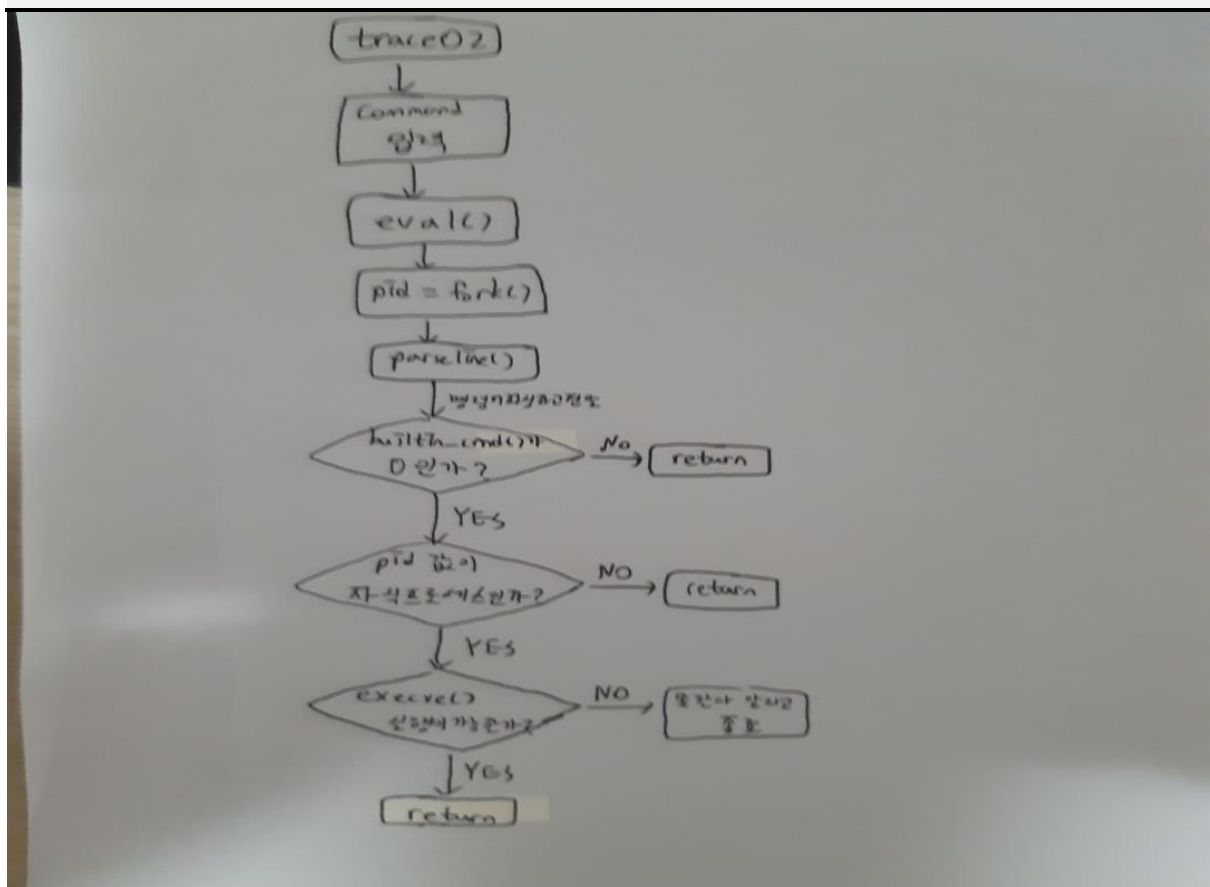 trace02
Command
입력
eval()
pid = fork()
parseline()
builtin_cmd()가
0 인가?
No
return
YES
pid 값이
자식프로세스인가?
NO
return
YES
execve()
실행이 가능한가?
NO
종료
YES
return